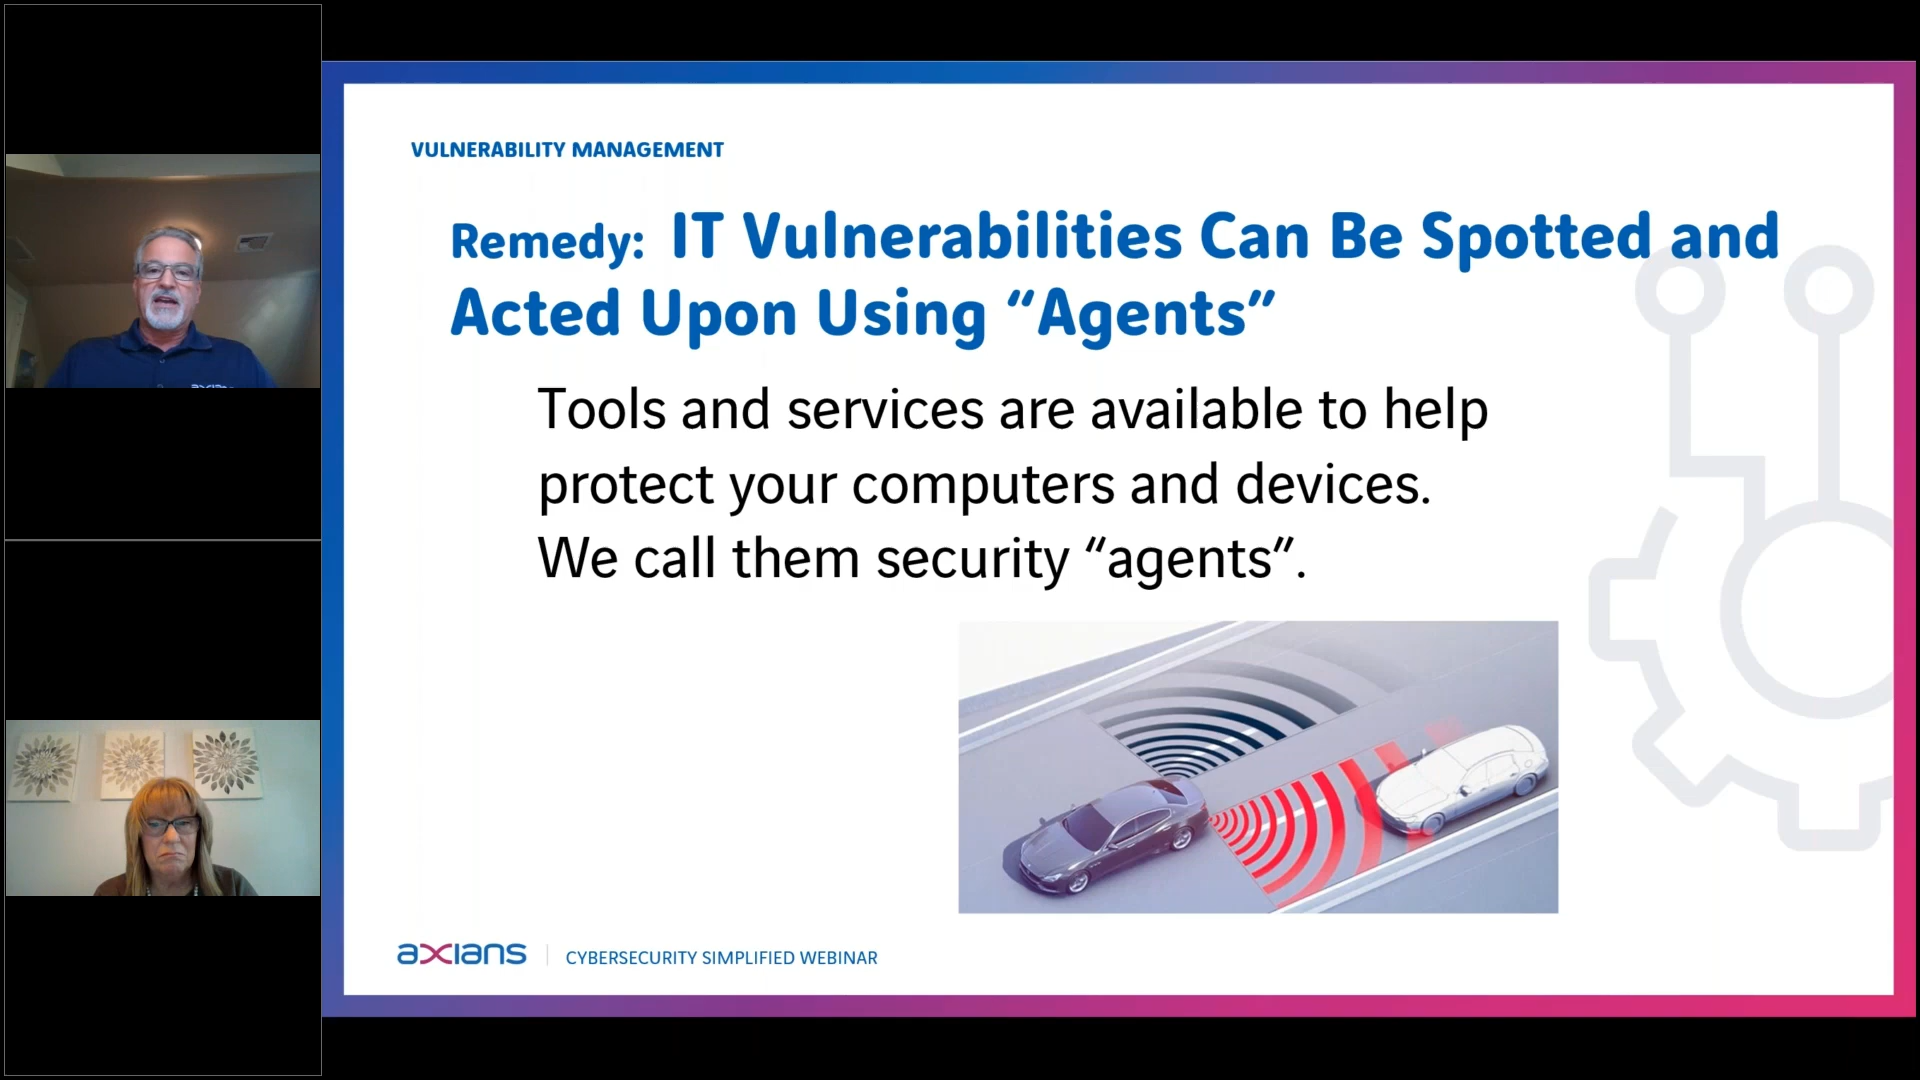 VULNERABILITY MANAGEMENT
Remedy: IT Vulnerabilities Can Be Spotted and
Acted Upon Using “Agents”
Tools and services are available to help
protect your computers and devices.
We call them security “agents”.
axians
CYBERSECURITY SIMPLIFIED WEBINAR
axians